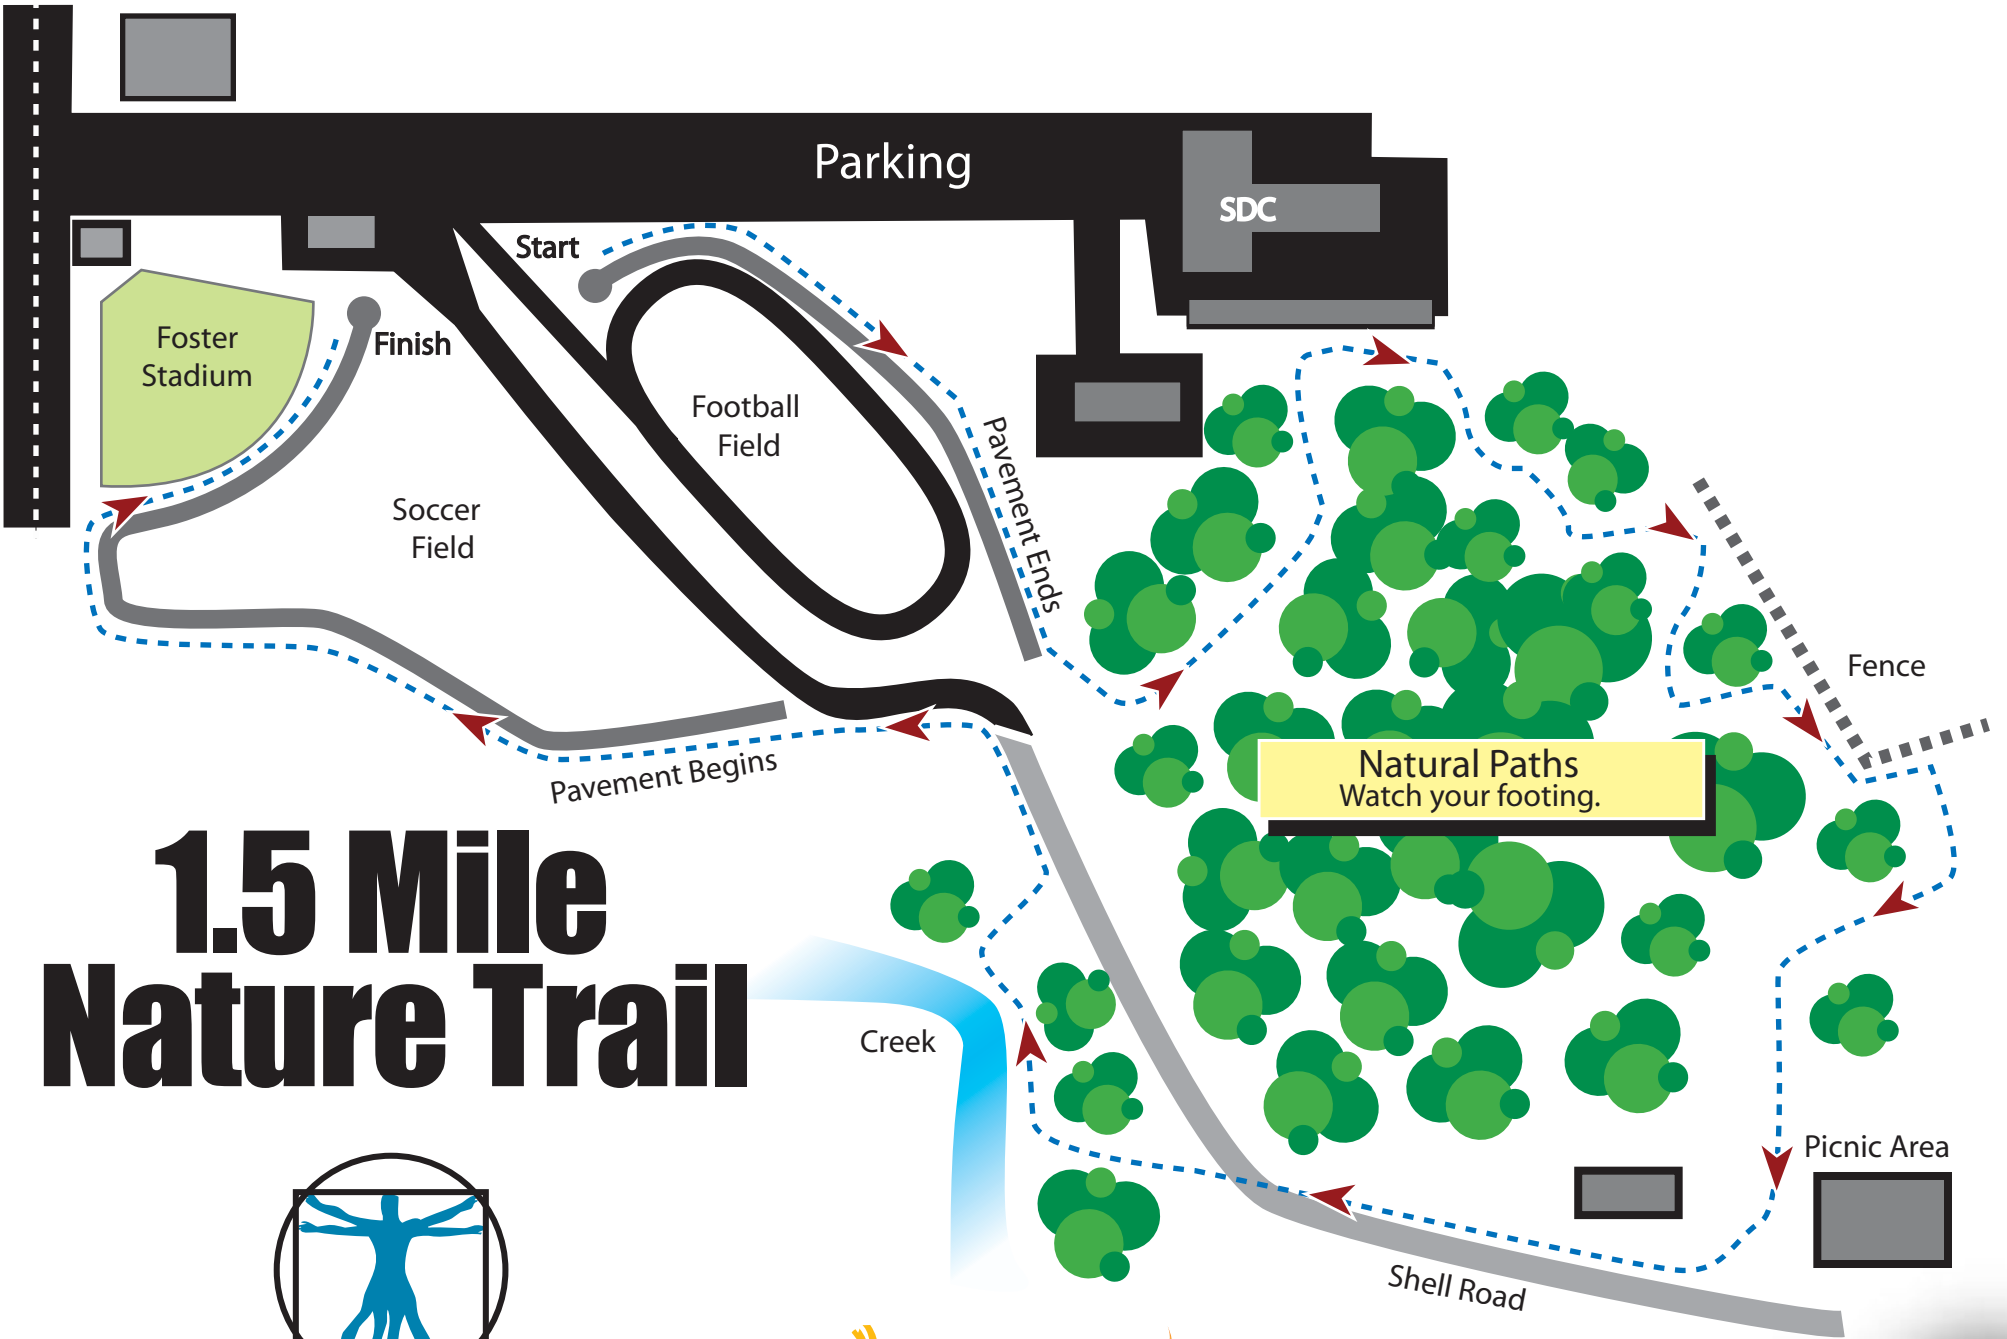 Parking
SDC
Start
Foster
Stadium
Finish
Football
Field
Pavement Ends
Soccer
Field
Fence
Natural Paths
Watch your footing.
Pavement Begins
1.5 Mile
Nature Trail
Creek
Picnic Area
Shell Road